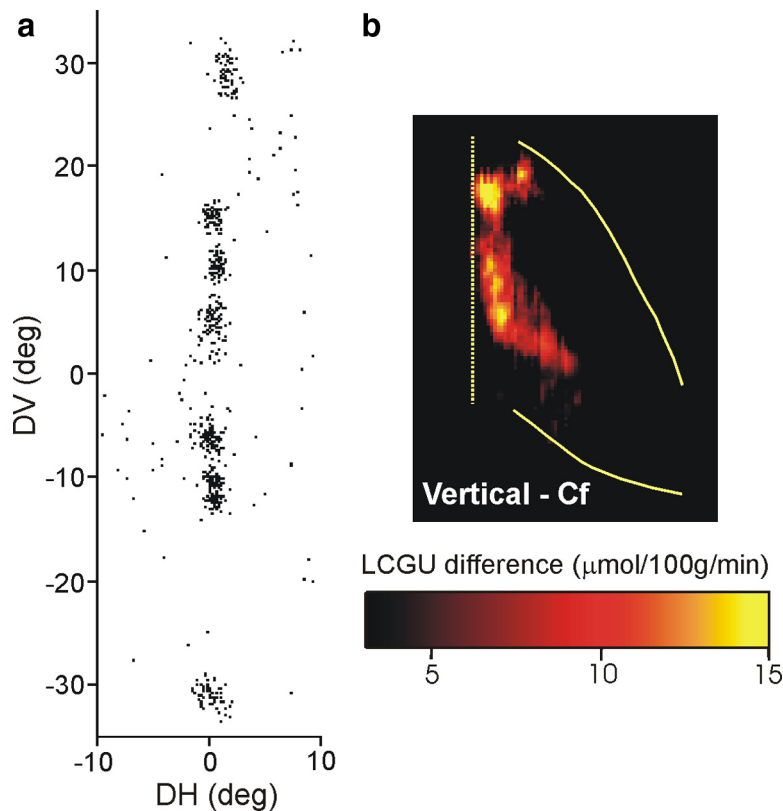 a
b
30
20
10
0
-10
-20
-30
DV (deg)
-10
0
10
DH (deg)
Vertical - Cf
LCGU difference (μmol/100g/min)
5
10
15